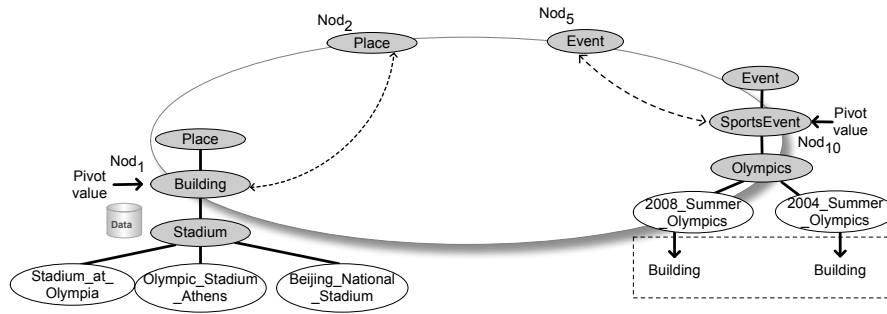 Nod2
Place
Nod5
Event
Event
SportsEvent
Pivot
value
Nod10
Olympics
2008_Summer
_Olympics
2004_Summer
_Olympics
Building
Building
Place
Nod1
Pivot
value
Building
Data
Stadium
Stadium_at_
Olympia
Olympic_Stadium
_Athens
Beijing_National
_Stadium